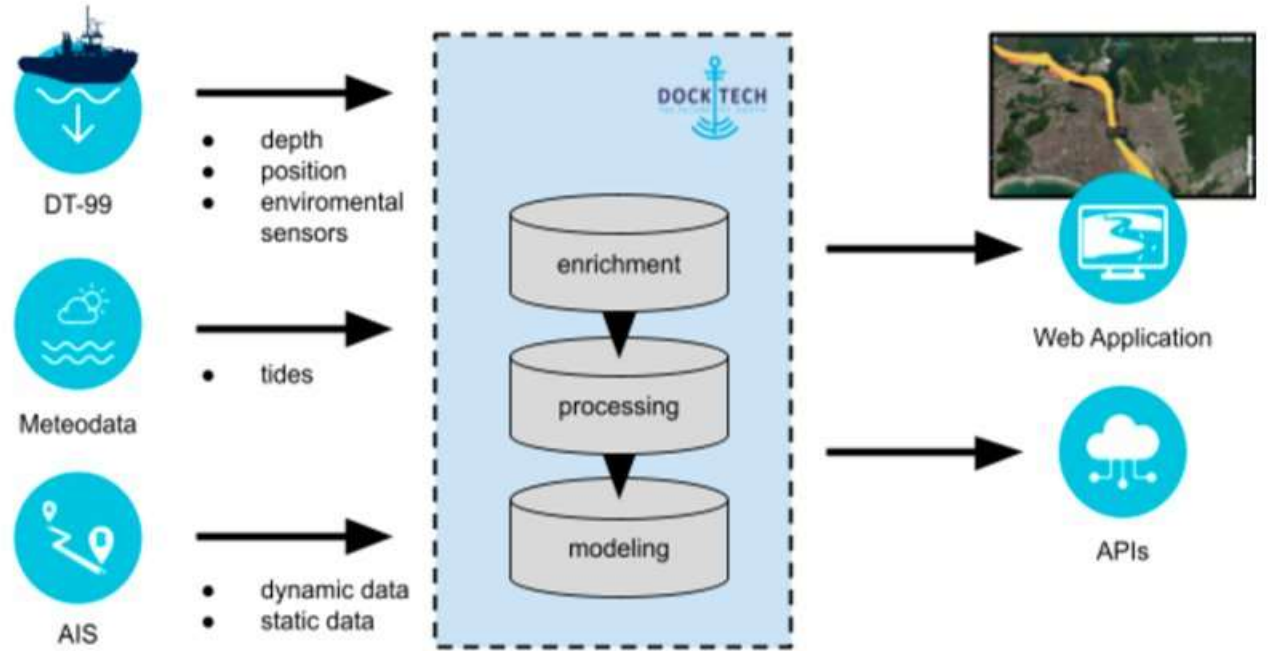 DT-99
● depth
● position
● enviromental
sensors
Meteodata
● tides
AIS
● dynamic data
● static data
DOCK TECH
enrichment
processing
modeling
Web Application
APIs